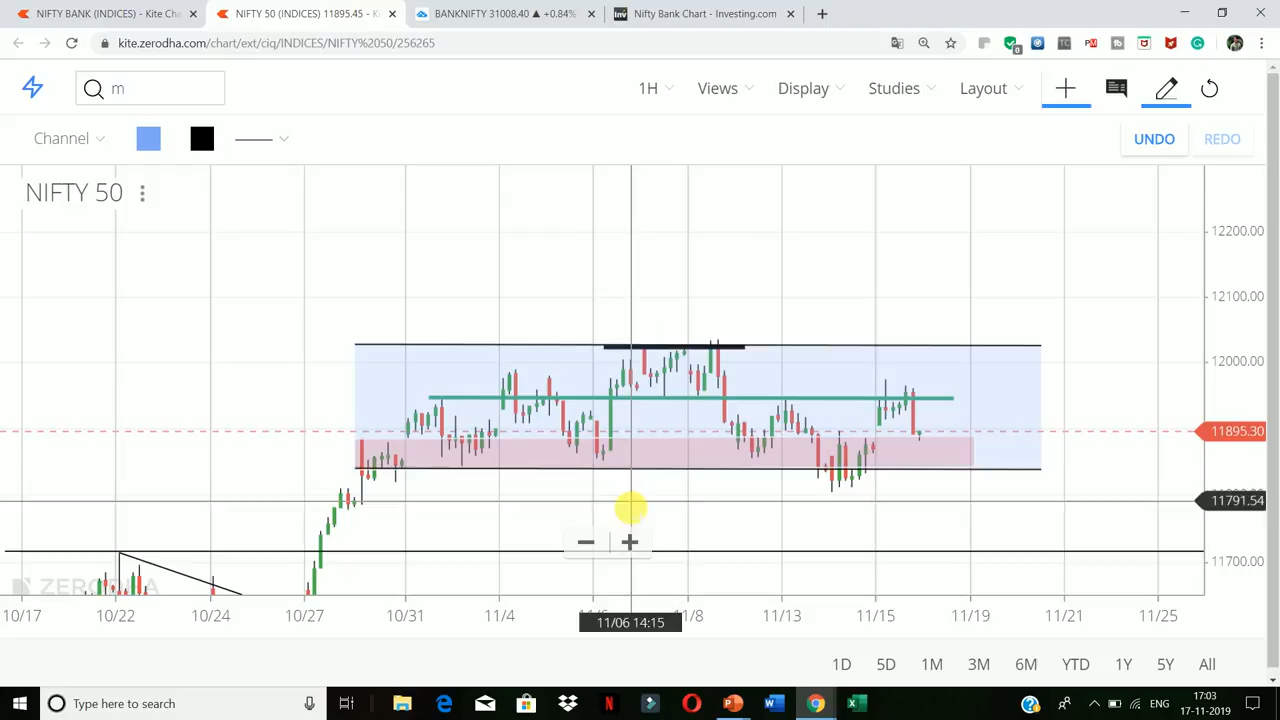 NIFTY BANK (INDICES) - Kite Cha
NIFTY 50 (INDICES) 11895.45 - K
BANKNIFTY 31008.40 ▲ +0.84%
Nifty Bank Chart - Investing.com
kite.zerodha.com/chart/ext/ciq/INDICES/NIFTY%2050/256265
m
1H
Views
Display
Studies
Layout
Channel
UNDO
REDO
NIFTY 50
12200.00
12100.00
12000.00
11895.30
11791.54
11700.00
ZERODHA
10/17
10/22
10/24
10/27
10/31
11/4
11/8
11/13
11/15
11/19
11/21
11/25
11/06 14:15
1D
5D
1M
3M
6M
YTD
1Y
5Y
All
Type here to search
ENG
17:03
17-11-2019